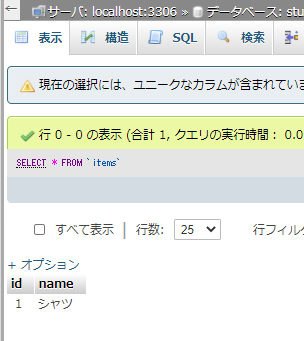 サーバ: localhost:3306 » データベース: stu
表示 構造 SQL 検索
現在の選択には、ユニークなカラムが含まれていま
行 0 - 0 の表示 (合計 1, クエリの実行時間： 0.0
SELECT * FROM `items`
すべて表示 | 行数: 25 行フィル
+ オプション
id name
1 シャツ